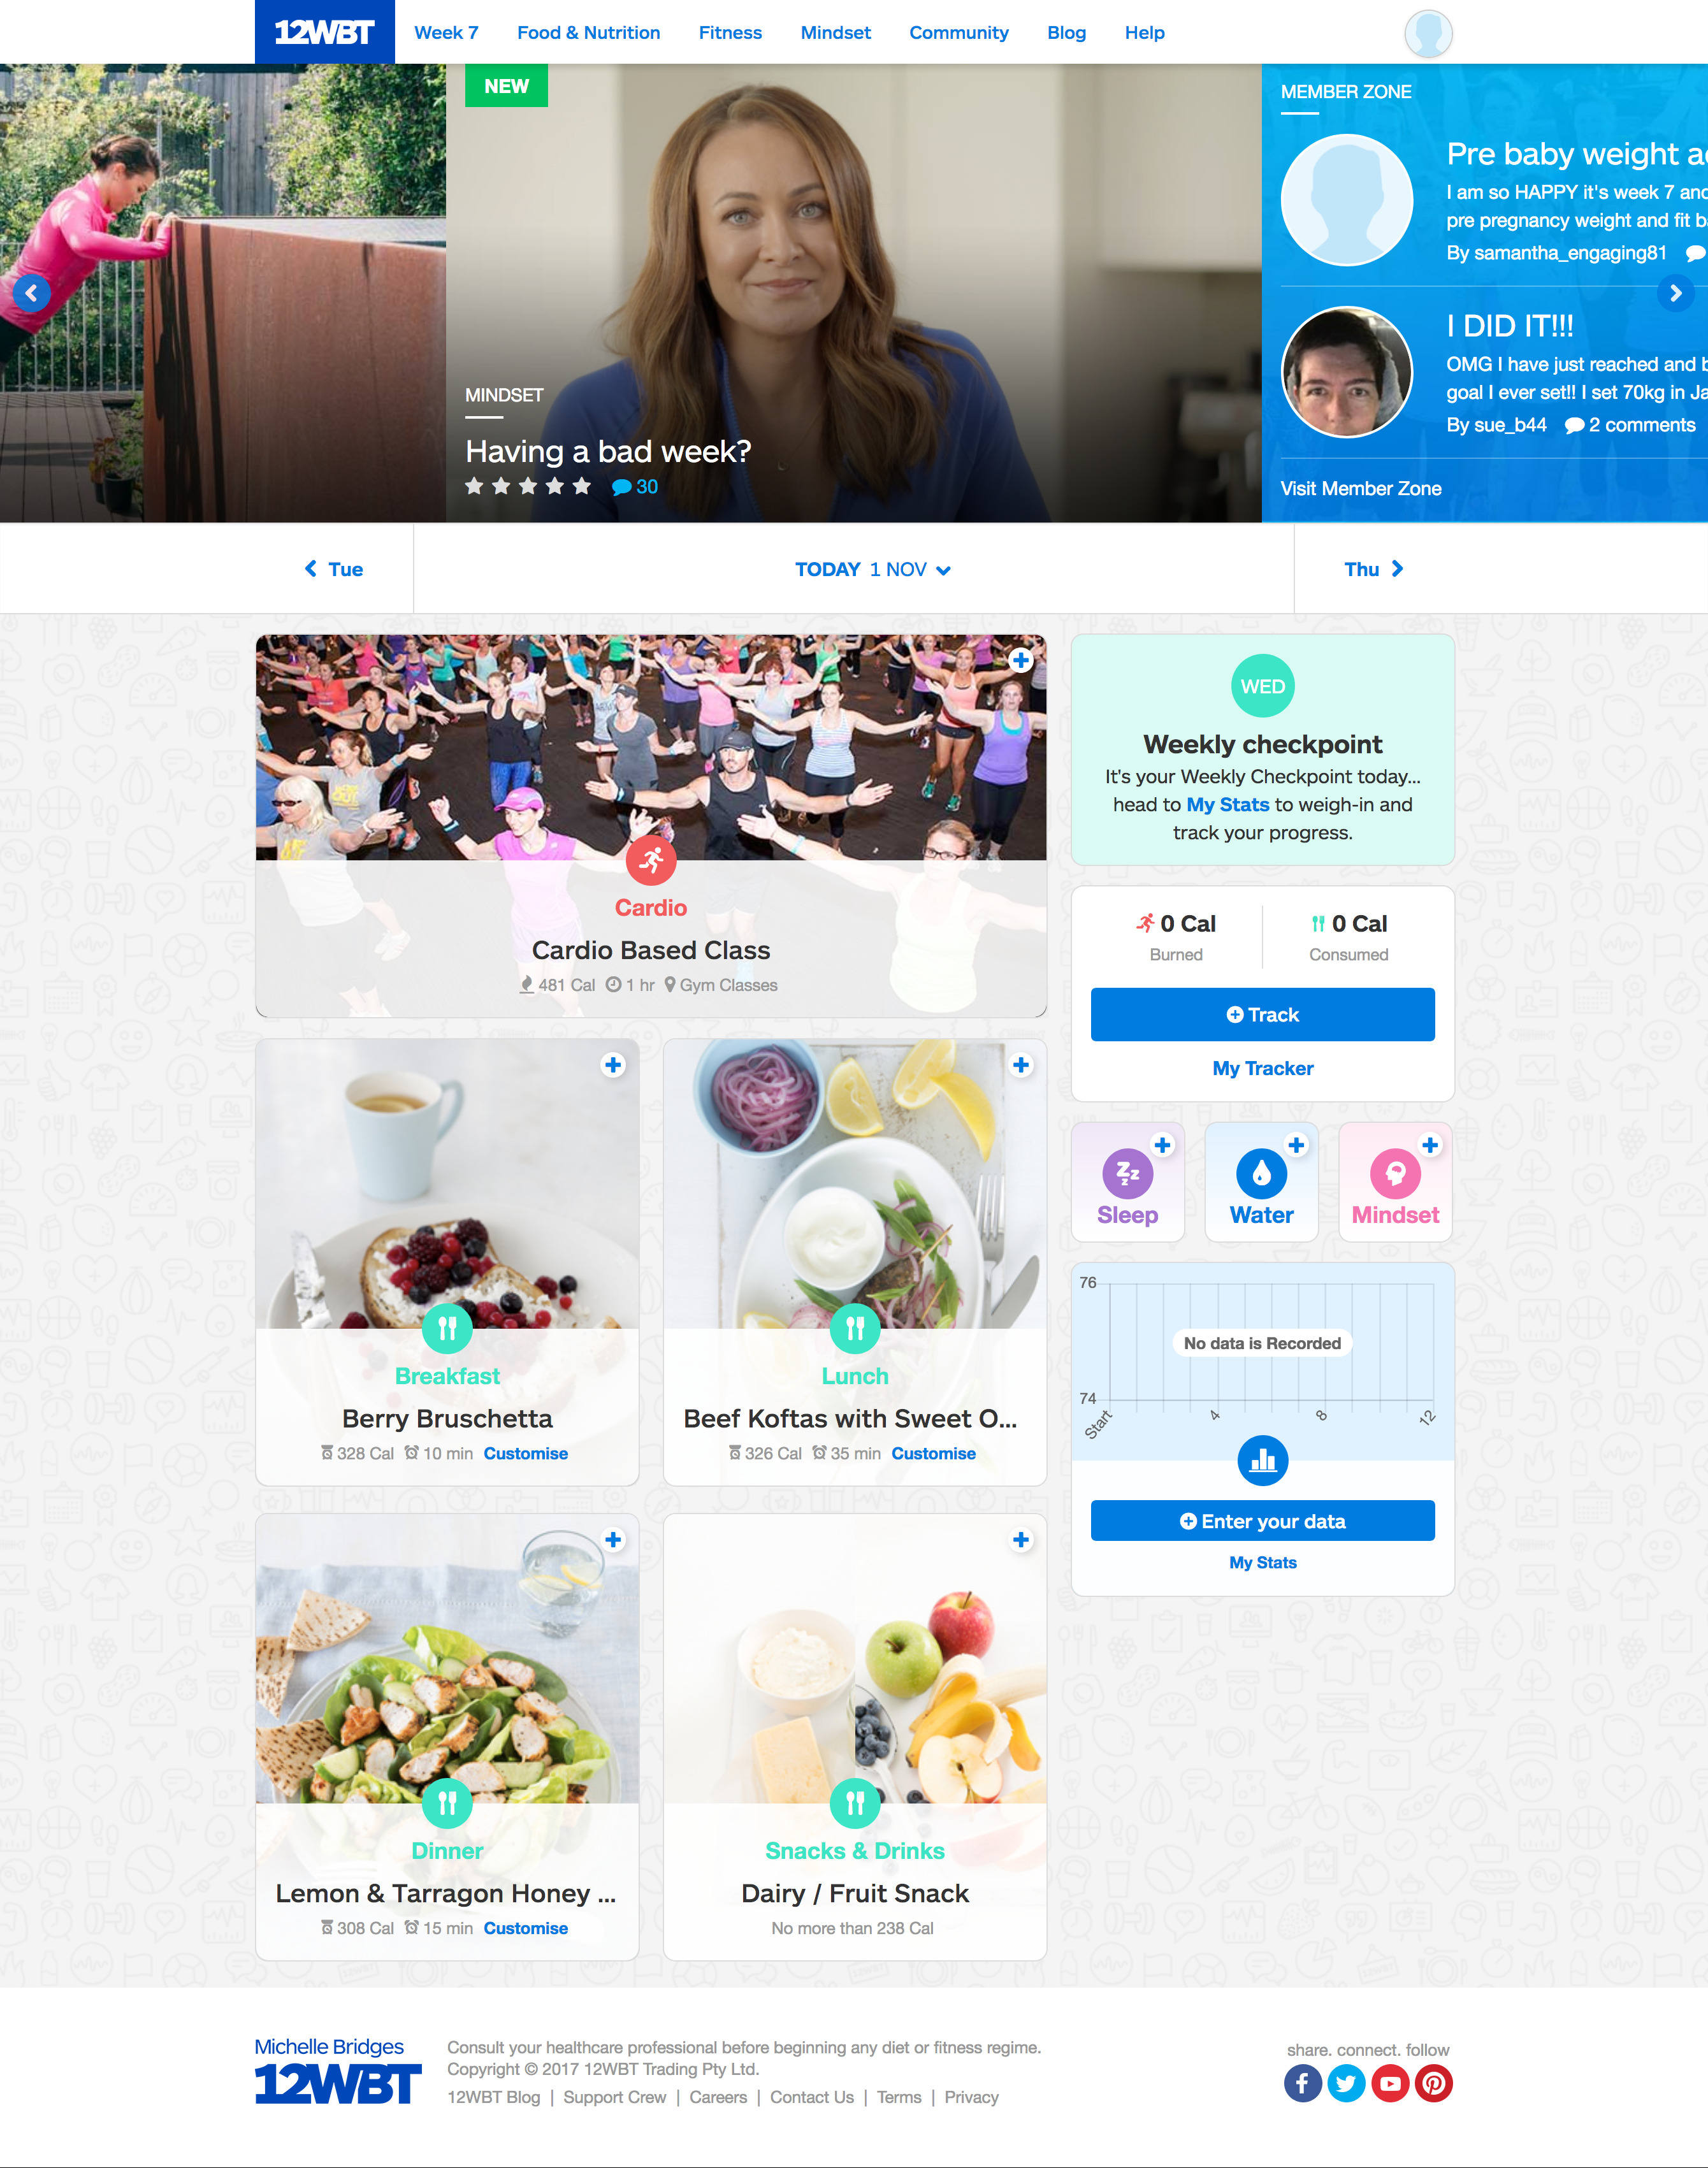 12WBT
Week 7
Food & Nutrition
Fitness
Mindset
Community
Blog
Help
NEW
MINDSET
Having a bad week?
30
MEMBER ZONE
Pre baby weight
I am so HAPPY it's week 7 and
pre pregnancy weight and fit
By samantha_engaging81
I DID IT!!!
OMG I have just reached and
goal I ever set!! I set 70kg in
By sue_b44 2 comments
Visit Member Zone
Tue
TODAY 1 NOV
Thu
Cardio
Cardio Based Class
481 Cal 1 hr Gym Classes
WED
Weekly checkpoint
It's your Weekly Checkpoint today...
head to My Stats to weigh-in and
track your progress.
0 Cal
Burned
0 Cal
Consumed
Track
My Tracker
Sleep
Water
Mindset
Breakfast
Berry Bruschetta
328 Cal 10 min Customise
Lunch
Beef Koftas with Sweet O...
326 Cal 35 min Customise
76
No data is Recorded
74
Start
4
8
12
Enter your data
My Stats
Dinner
Lemon & Tarragon Honey ...
308 Cal 15 min Customise
Snacks & Drinks
Dairy / Fruit Snack
No more than 238 Cal
Michelle Bridges
12WBT
Consult your healthcare professional before beginning any diet or fitness regime.
Copyright © 2017 12WBT Trading Pty Ltd.
12WBT Blog | Support Crew | Careers | Contact Us | Terms | Privacy
share. connect. follow